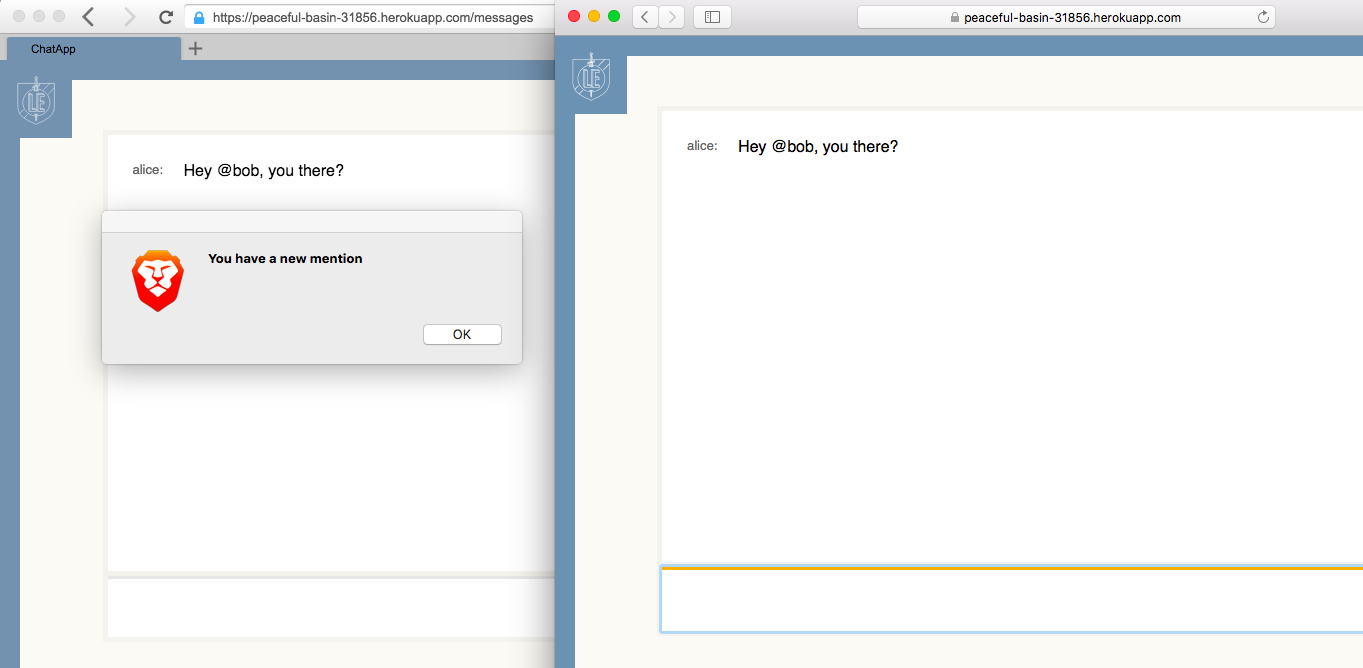 https://peaceful-basin-31856.herokuapp.com/messages
ChatApp
LE
alice: Hey @bob, you there?
You have a new mention
OK
peaceful-basin-31856.herokuapp.com
LE
alice: Hey @bob, you there?